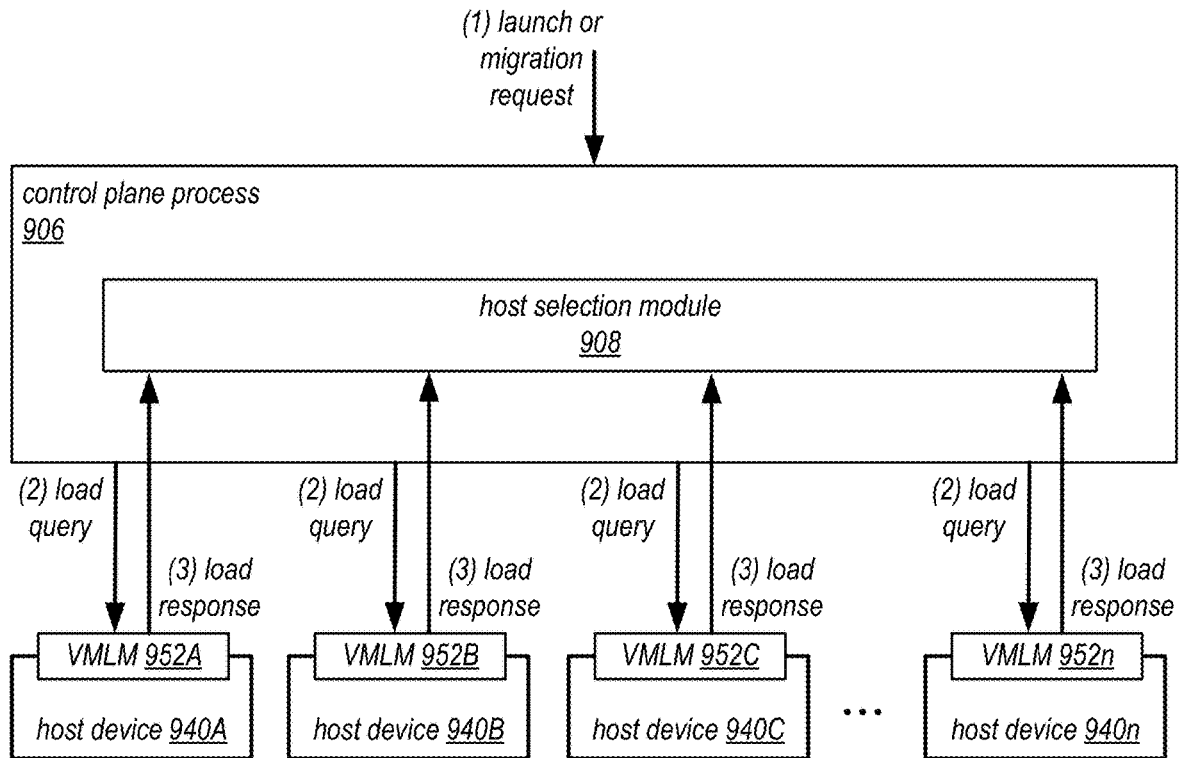 (1) launch or
migration
request
control plane process
906
host selection module
908
(2) load
query
(3) load
response
(2) load
query
(3) load
response
(2) load
query
(3) load
response
(2) load
query
(3) load
response
VMLM 952A
host device 940A
VMLM 952B
host device 940B
VMLM 952C
host device 940C
...
VMLM 952n
host device 940n